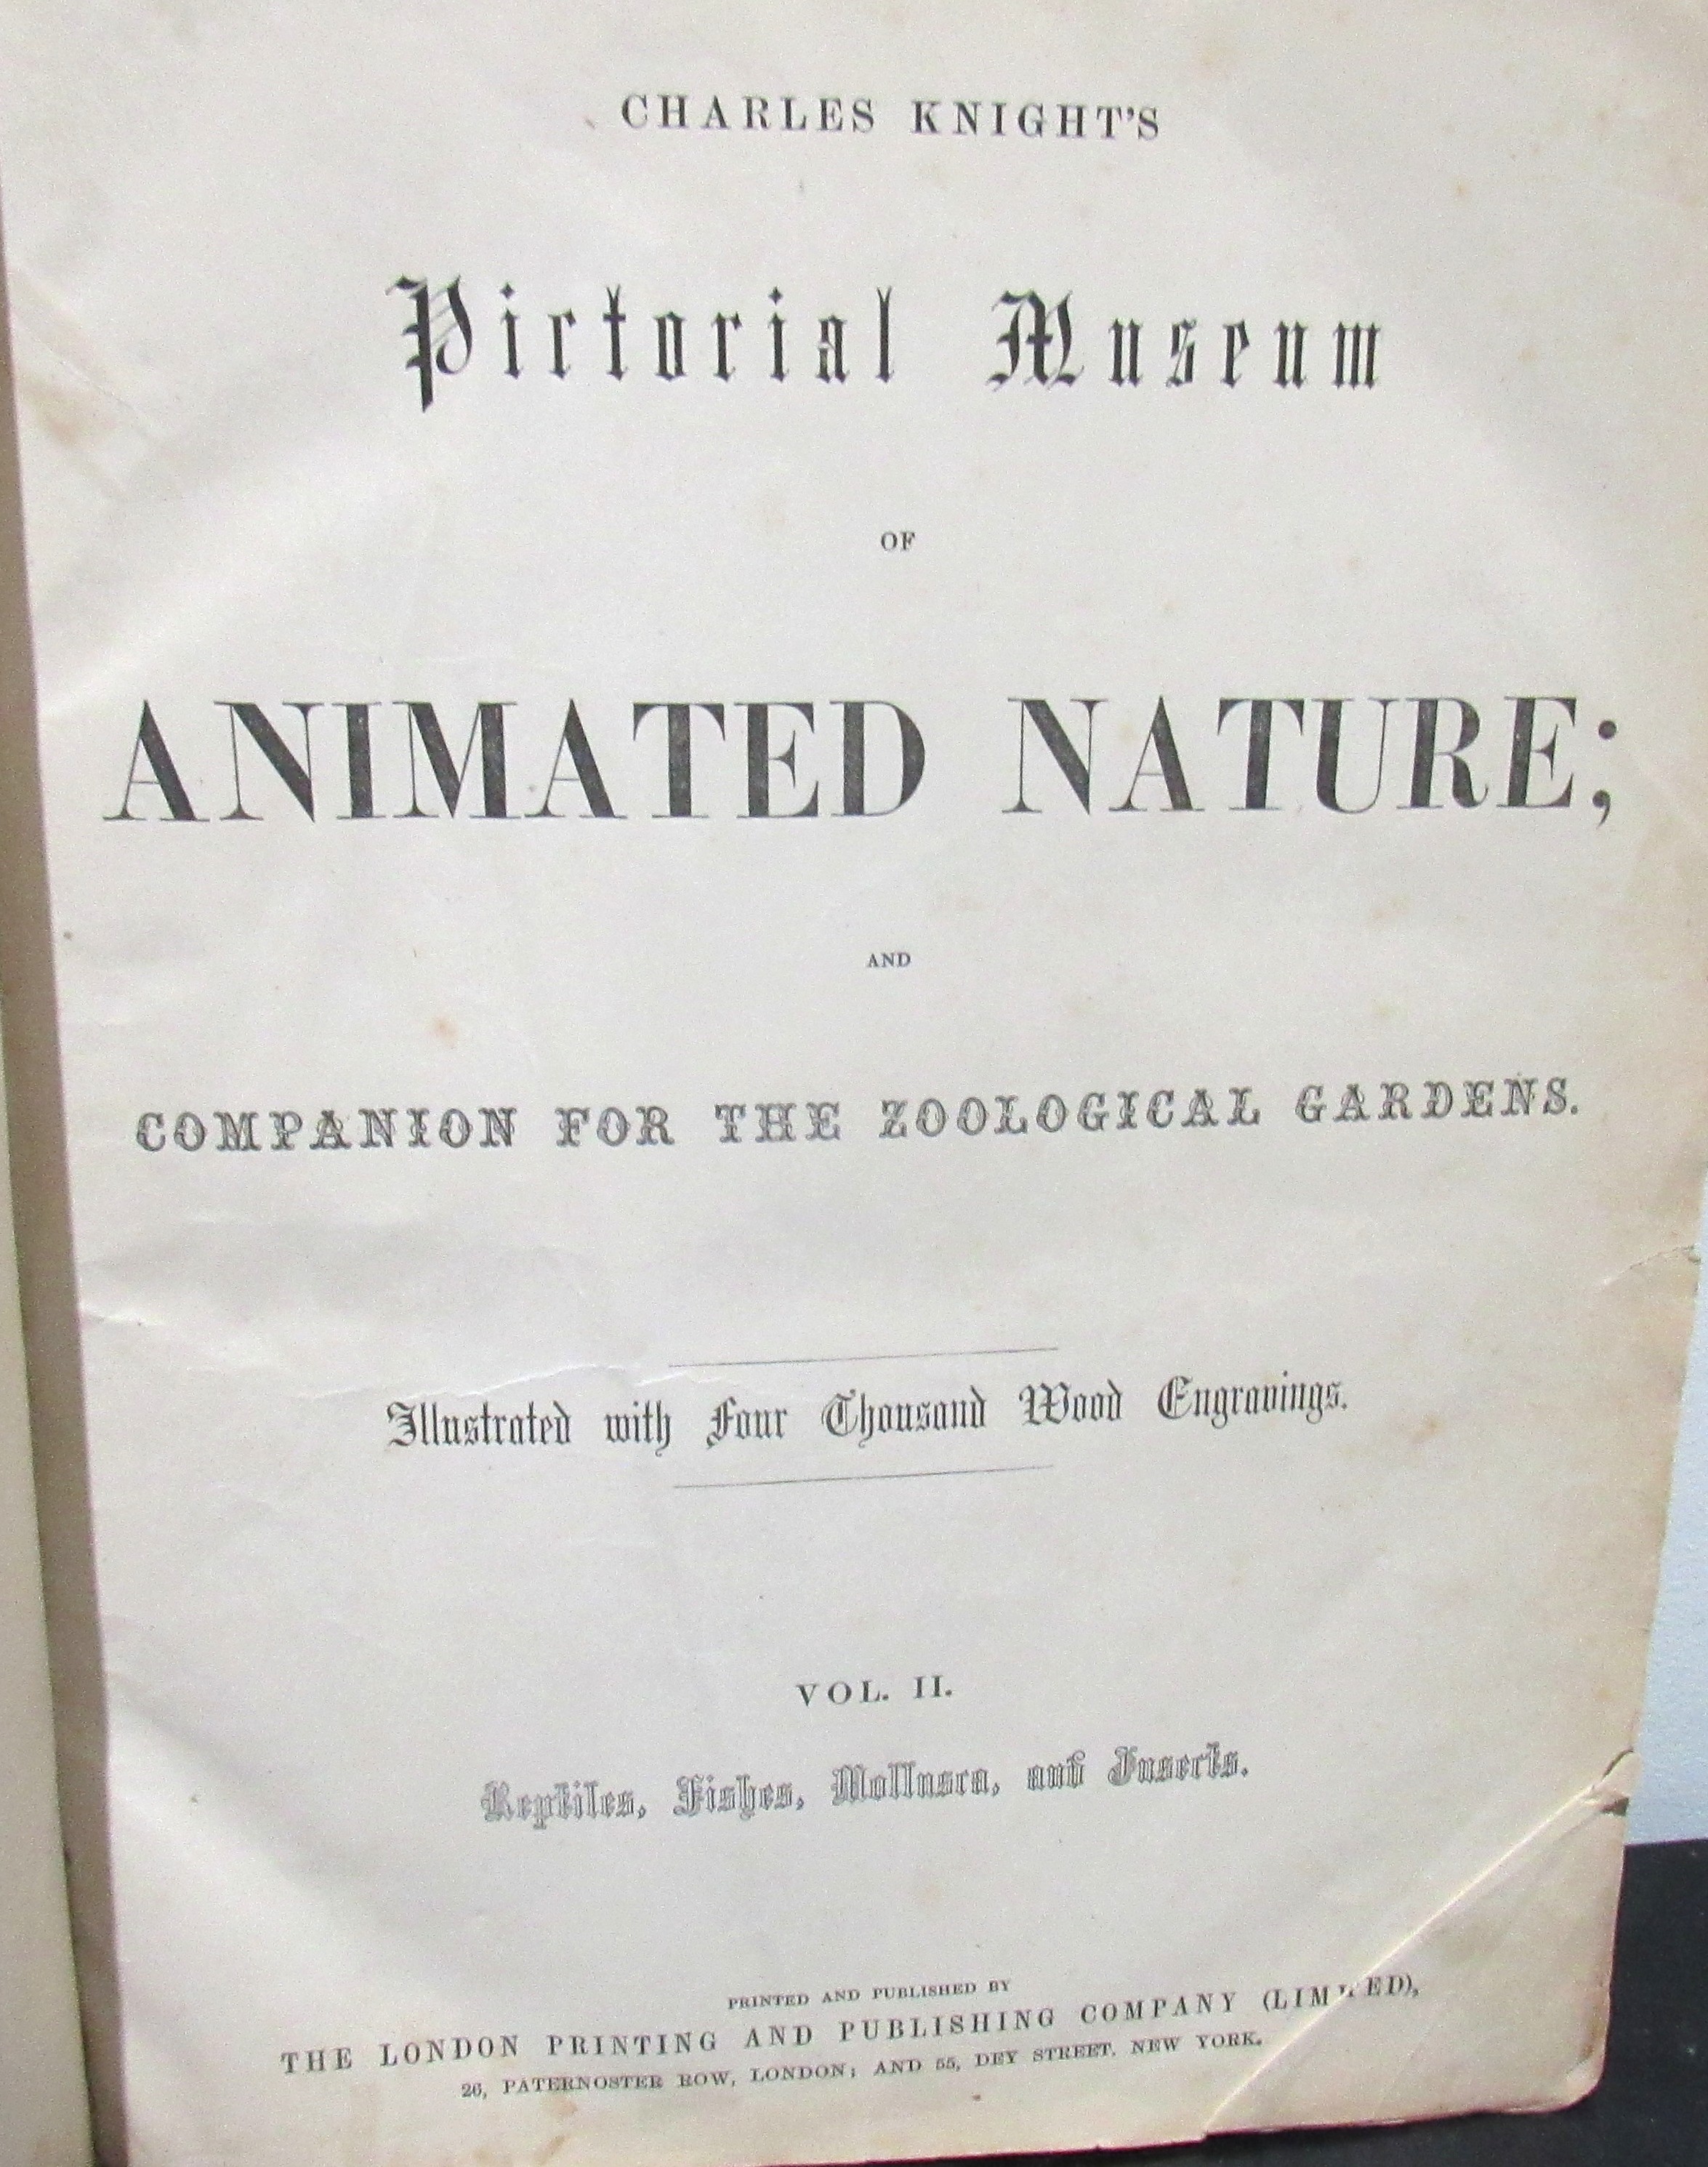 CHARLES KNIGHT'S
Pictorial Museum
OF
ANIMATED NATURE;
AND
COMPANION FOR THE ZOOLOGICAL GARDENS.
Illustrated with Four Thousand Wood Engravings.
VOL. II.
Reptiles, Fishes, Mollusca, and Insects.
PRINTED AND PUBLISHED BY
THE LONDON PRINTING AND PUBLISHING COMPANY (LIMITED),
26, PATERNOSTER ROW, LONDON; AND 55, DEY STREET, NEW YORK.